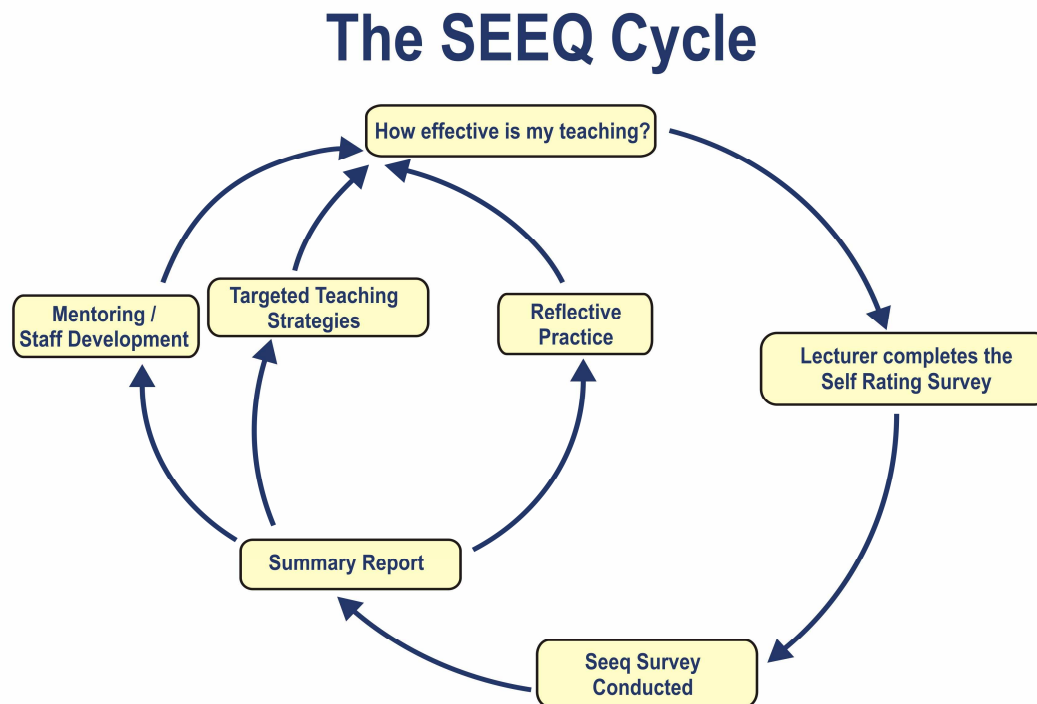 The SEEQ Cycle
How effective is my teaching?
Mentoring /
Staff Development
Targeted Teaching
Strategies
Reflective
Practice
Lecturer completes the
Self Rating Survey
Summary Report
Seeq Survey
Conducted